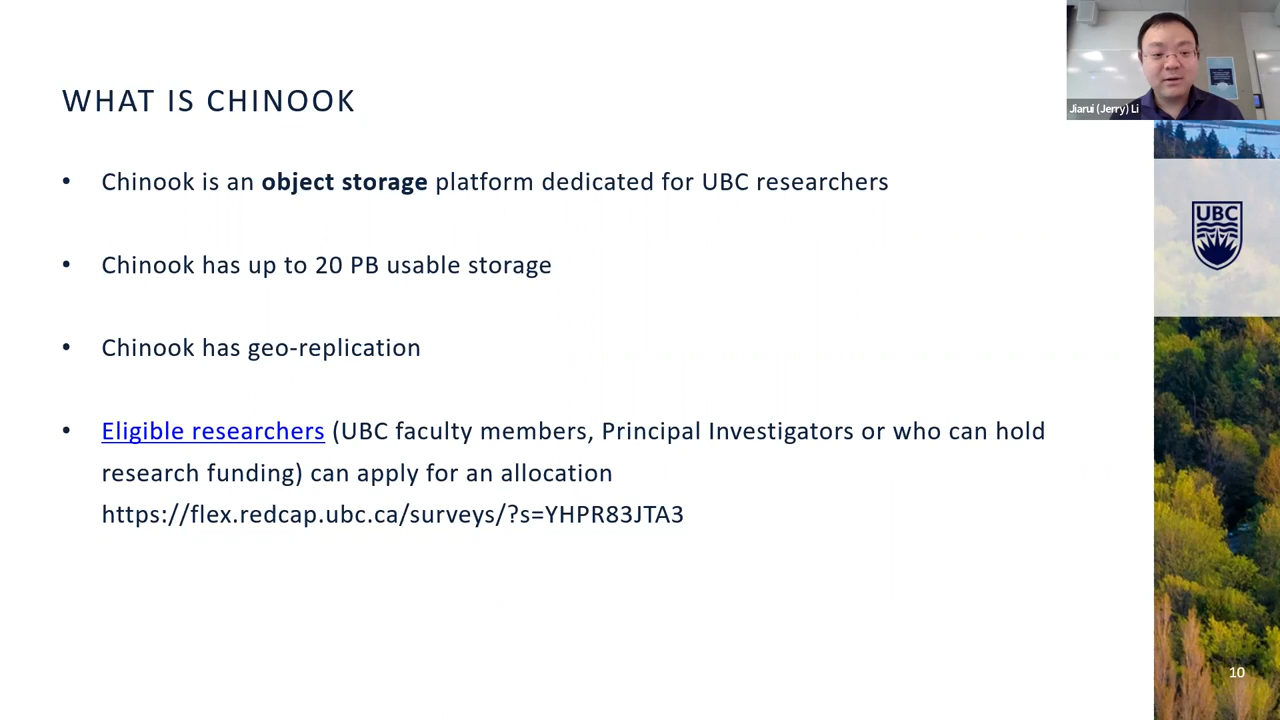 WHAT IS CHINOOK
• Chinook is an object storage platform dedicated for UBC researchers
• Chinook has up to 20 PB usable storage
• Chinook has geo-replication
• Eligible researchers (UBC faculty members, Principal Investigators or who can hold
research funding) can apply for an allocation
https://flex.redcap.ubc.ca/surveys/?s=YHPR83JTA3
Jiarui (Jerry) Li
UBC
10